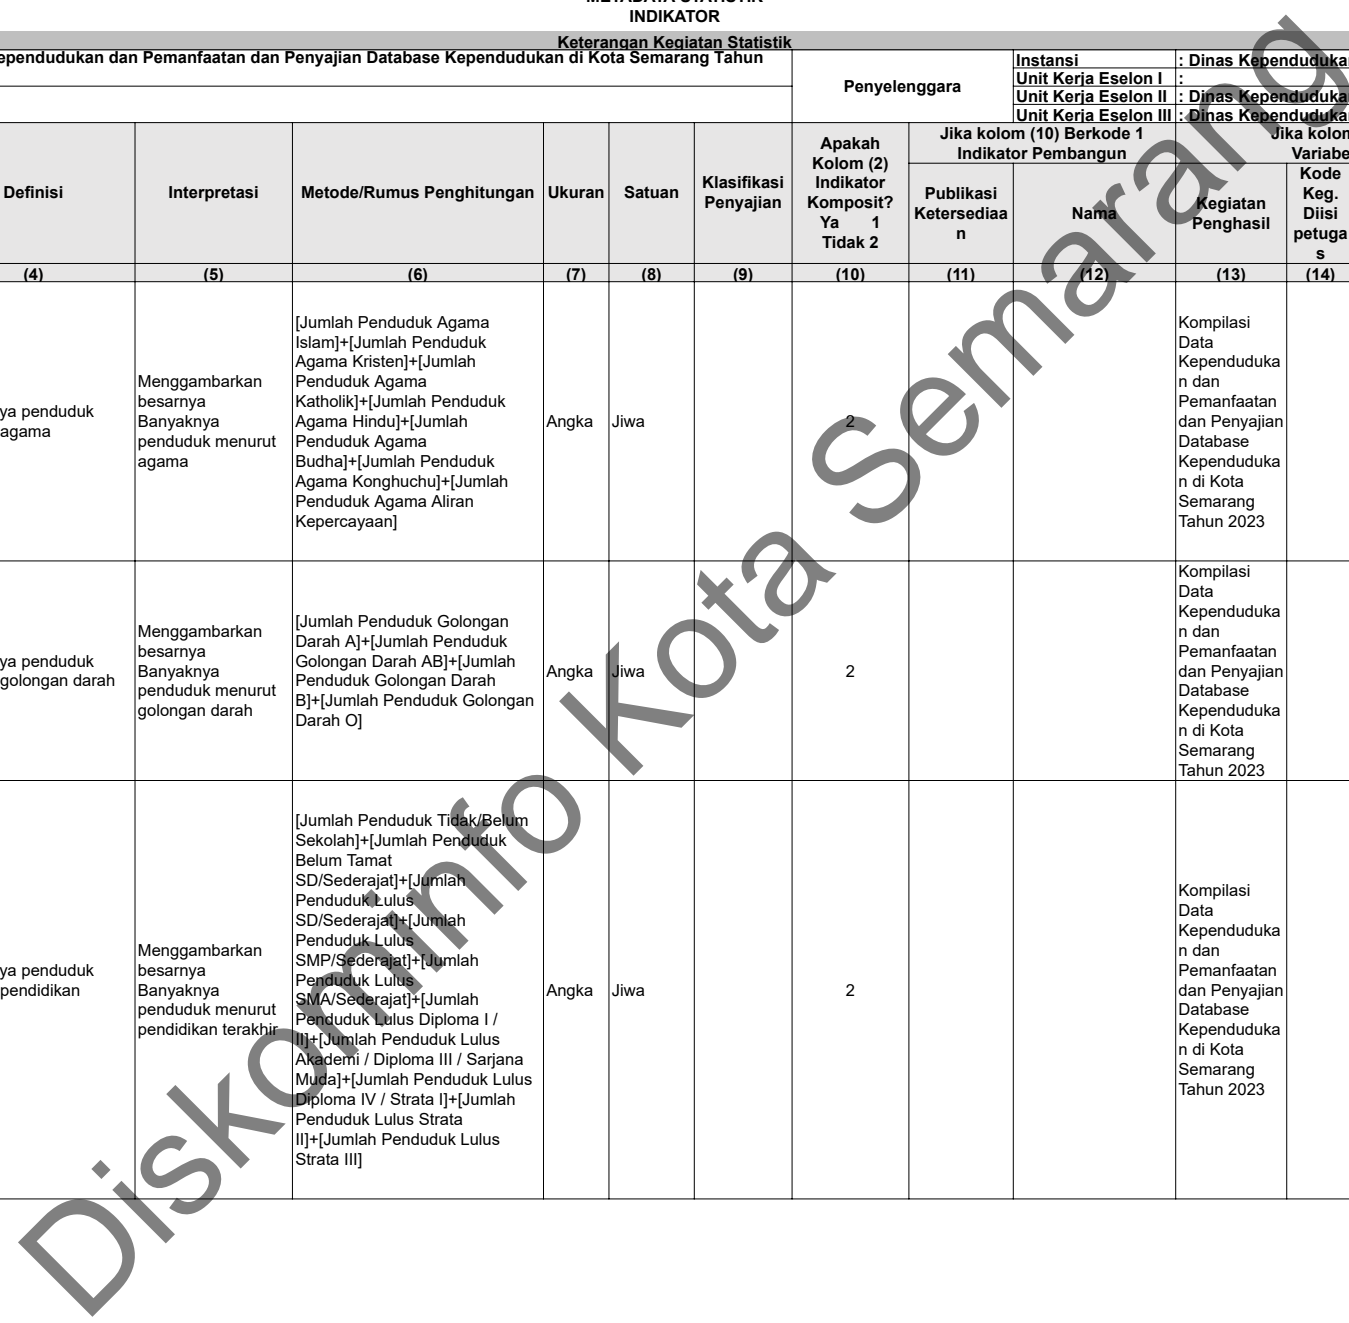 INDIKATOR
Keterangan Kegiatan Statistik
dan Pemanfaatan dan Penyajian Database Kependudukan di Kota Semarang Tahun
Penyelenggara
Instansi : Dinas
Unit Kerja Eselon I :
Unit Kerja Eselon II : Dinas
Unit Kerja Eselon III : Dinas
Definisi
Interpretasi
Metode/Rumus Penghitungan
Ukuran
Satuan
Klasifikasi
Penyajian
Apakah
Kolom (2)
Indikator
Komposit?
Ya 1
Tidak 2
Jika kolom (10) Berkode 1
Indikator Pembangun
Publikasi
Ketersediaa
n
Nama
Jika
Kegiatan
Penghasil
Kode
Keg.
Diisi
petuga
s
(4) (5) (6) (7) (8) (9) (10) (11) (12) (13) (14)
penduduk
agama
Menggambarkan
besarnya
Banyaknya
penduduk menurut
agama
[Jumlah Penduduk Agama
Islam]+[Jumlah Penduduk
Agama Kristen]+[Jumlah
Penduduk Agama
Katholik]+[Jumlah Penduduk
Agama Hindu]+[Jumlah
Penduduk Agama
Budha]+[Jumlah Penduduk
Agama Konghuchu]+[Jumlah
Penduduk Agama Aliran
Kepercayaan]
Angka
Jiwa
2
Kompilasi
Data
Kependuduka
n dan
Pemanfaatan
dan Penyajian
Database
Kependuduka
n di Kota
Semarang
Tahun 2023
penduduk
golongan darah
Menggambarkan
besarnya
Banyaknya
penduduk menurut
golongan darah
[Jumlah Penduduk Golongan
Darah A]+[Jumlah Penduduk
Golongan Darah AB]+[Jumlah
Penduduk Golongan Darah
B]+[Jumlah Penduduk Golongan
Darah O]
Angka
Jiwa
2
Kompilasi
Data
Kependuduka
n dan
Pemanfaatan
dan Penyajian
Database
Kependuduka
n di Kota
Semarang
Tahun 2023
penduduk
pendidikan
Menggambarkan
besarnya
Banyaknya
penduduk menurut
pendidikan terakhir
[Jumlah Penduduk Tidak/Belum
Sekolah]+[Jumlah Penduduk
Belum Tamat
SD/Sederajat]+[Jumlah
Penduduk Lulus
SD/Sederajat]+[Jumlah
Penduduk Lulus
SMP/Sederajat]+[Jumlah
Penduduk Lulus
SMA/Sederajat]+[Jumlah
Penduduk Lulus Diploma I /
II]+[Jumlah Penduduk Lulus
Akademi / Diploma III / Sarjana
Muda]+[Jumlah Penduduk Lulus
Diploma IV / Strata I]+[Jumlah
Penduduk Lulus Strata
II]+[Jumlah Penduduk Lulus
Strata III]
Angka
Jiwa
2
Kompilasi
Data
Kependuduka
n dan
Pemanfaatan
dan Penyajian
Database
Kependuduka
n di Kota
Semarang
Tahun 2023
Diskominfo Kota Semarang